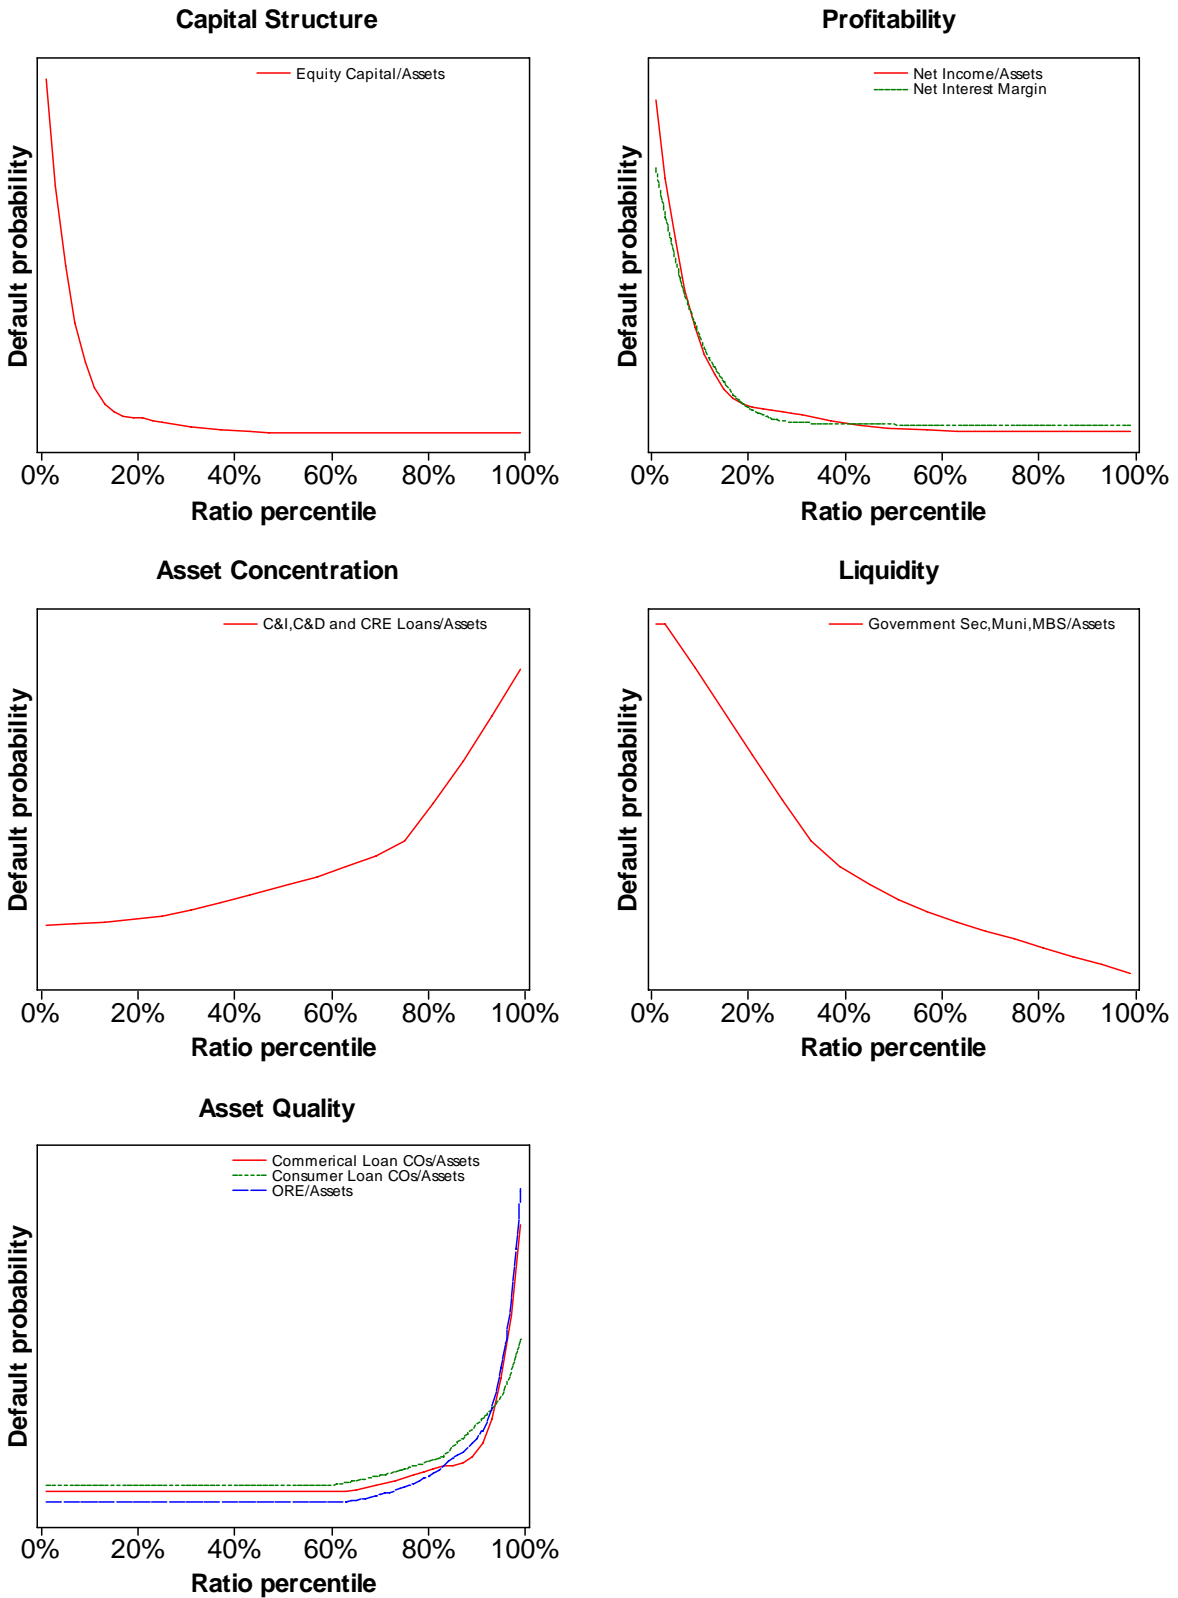 Capital Structure
Equity Capital/Assets
Default probability
0% 20% 40% 60% 80% 100%
Ratio percentile
Profitability
Net Income/Assets
Net Interest Margin
Default probability
0% 20% 40% 60% 80% 100%
Ratio percentile
Asset Concentration
C&I,C&D and CRE Loans/Assets
Default probability
0% 20% 40% 60% 80% 100%
Ratio percentile
Liquidity
Government Sec,Muni,MBS/Assets
Default probability
0% 20% 40% 60% 80% 100%
Ratio percentile
Asset Quality
Commerical Loan COs/Assets
Consumer Loan COs/Assets
ORE/Assets
Default probability
0% 20% 40% 60% 80% 100%
Ratio percentile